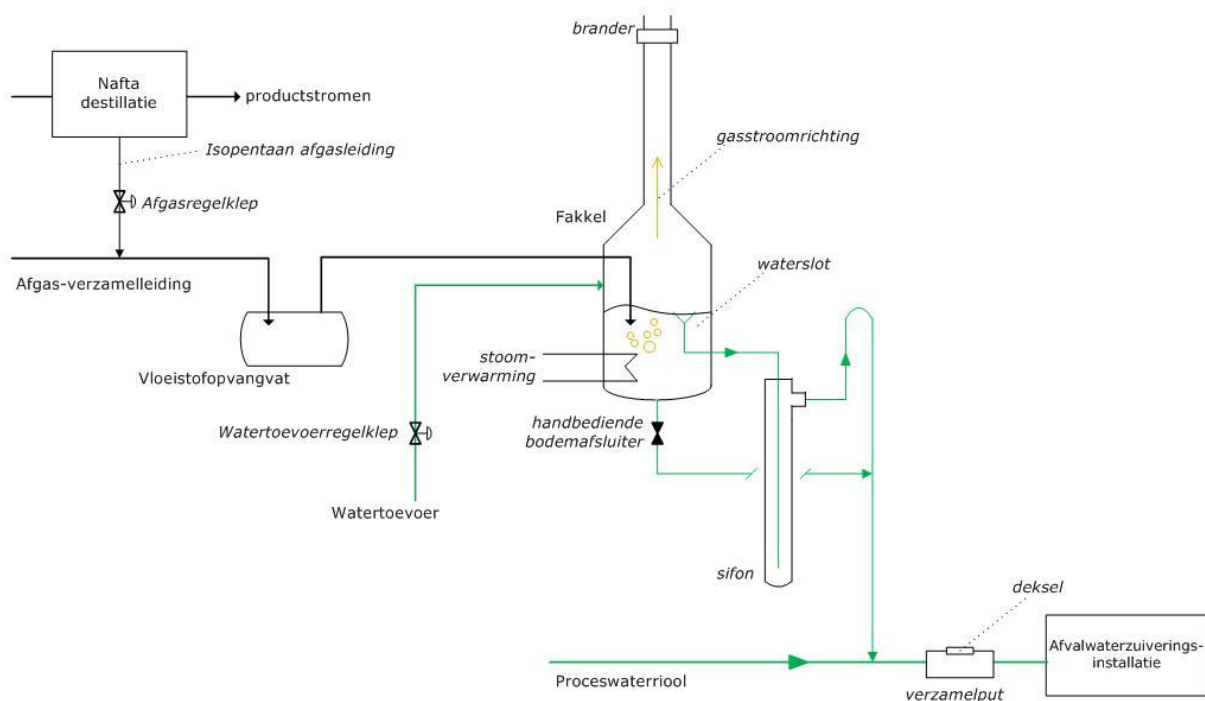 brander
Nafta
destillatie
productstromen
gasstroomrichting
Isopentaan afgasleiding
Afgasregelklep
Fakkel
waterslot
Afgas-verzamelleiding
stoom-
verwarming
Vloeistofopvangvat
handbediende
bodemafsluiter
Watertoevoerregelklep
Watertoevoer
sifon
deksel
Afvalwaterzuiverings-
installatie
Proceswaterriool
verzamelput